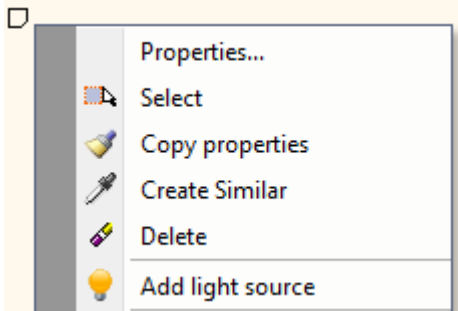 Properties...
Select
Copy properties
Create Similar
Delete
Add light source